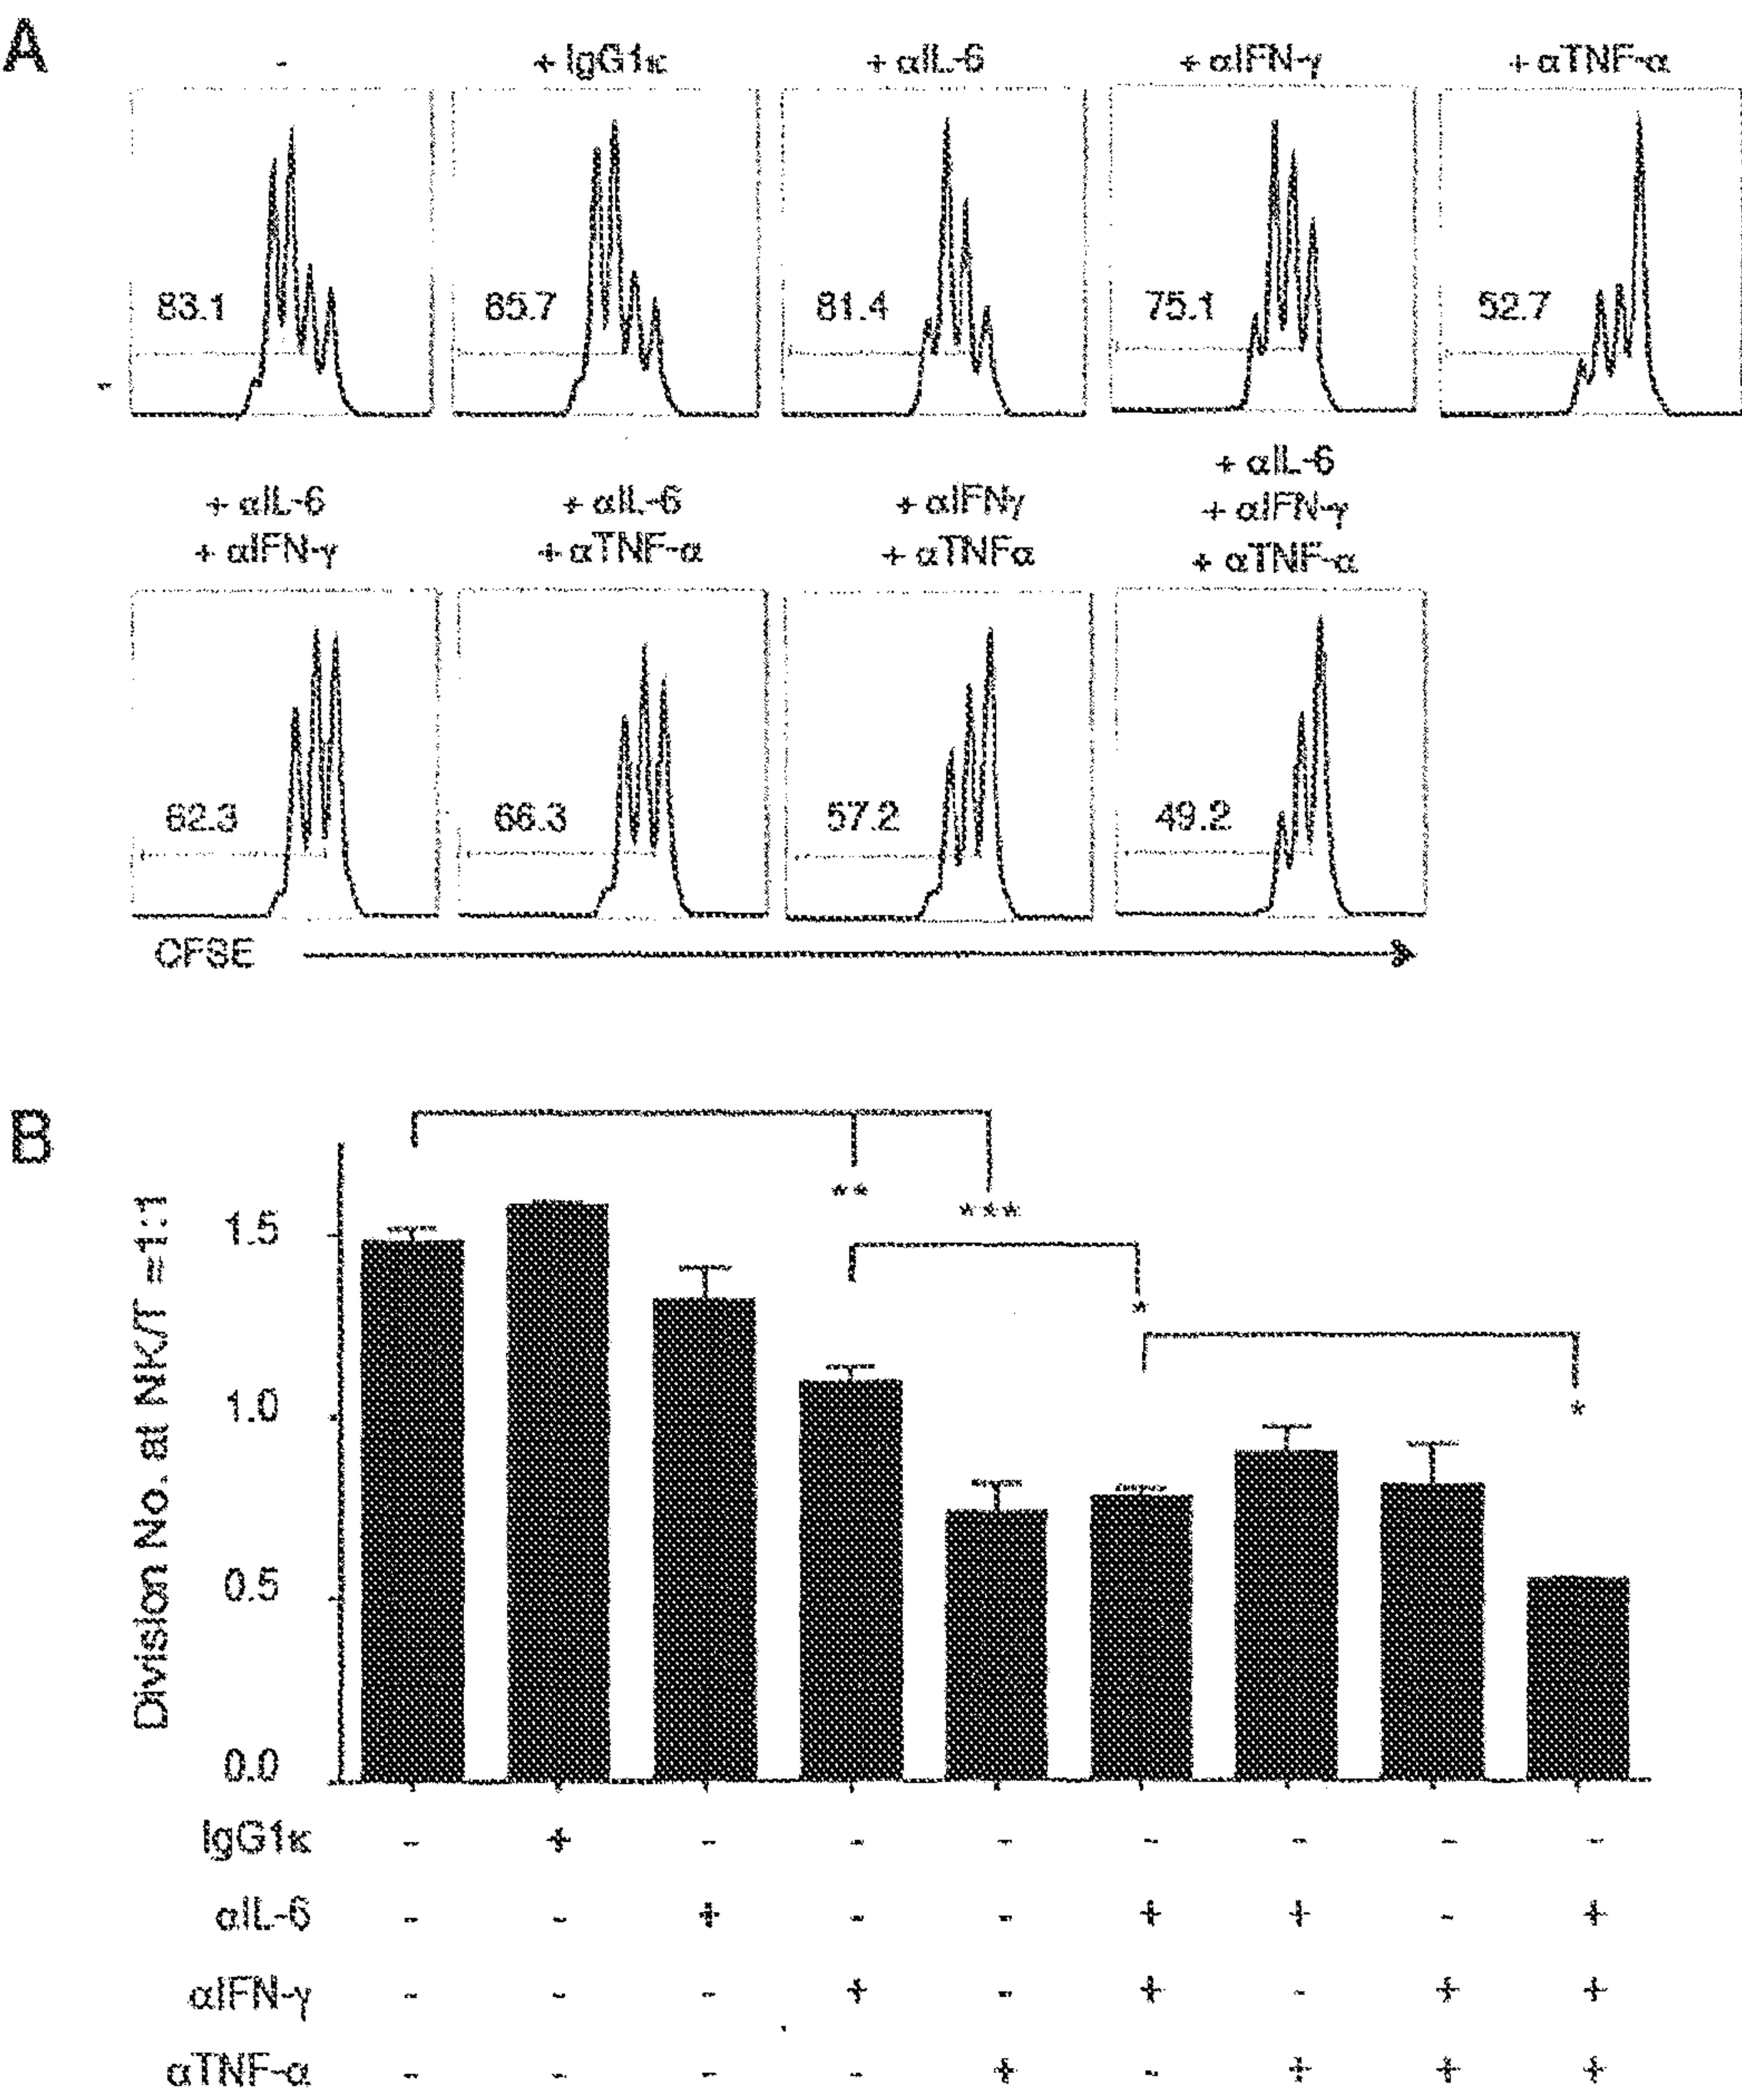 A
- + IgG1κ + αIL-6 + αIFN-γ + αTNF-α
83.1 85.7 81.4 75.1 52.7
+ αIL-6
+ αIFN-γ
+ αIL-6
+ αTNF-α
+ αIFNγ
+ αTNFα
+ αIL-6
+ αIFN-γ
+ αTNF-α
62.3 66.3 57.2 49.2
CFSE
B
Division No. at NK/T =1:1
**
***
*
*
1.5
1.0
0.5
0.0
IgG1κ - + - - - - - - -
αIL-6 - - + - - + + - +
αIFN-γ - - - + - + - + +
αTNF-α - - - - + - + + +